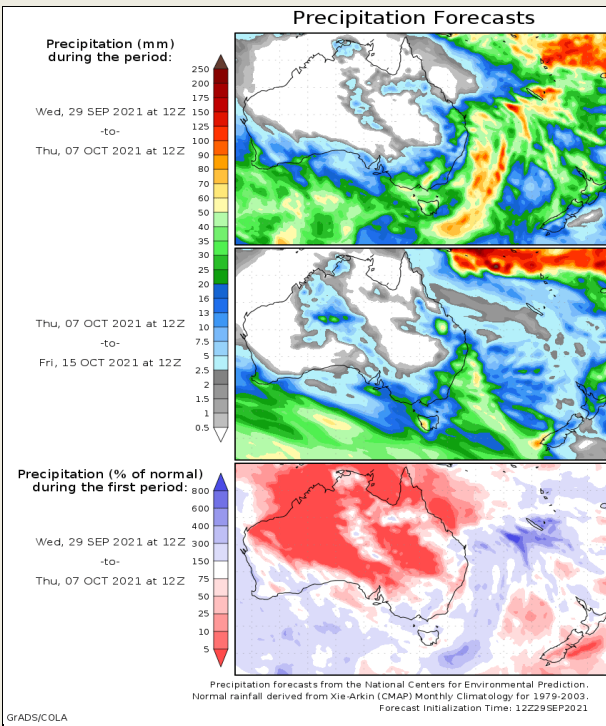 Precipitation Forecasts
Precipitation (mm)
during the period:
250
200
175
150
125
100
90
80
70
60
50
40
35
30
25
20
16
13
10
7.5
5
2.5
2
1.5
1
0.5
Wed, 29 SEP 2021 at 12Z
-to-
Thu, 07 OCT 2021 at 12Z
Thu, 07 OCT 2021 at 12Z
-to-
Fri, 15 OCT 2021 at 12Z
Precipitation (% of normal)
during the first period:
800
600
400
300
150
75
50
25
10
5
Wed, 29 SEP 2021 at 12Z
-to-
Thu, 07 OCT 2021 at 12Z
Precipitation forecasts from the National Centers for Environmental Prediction.
Normal rainfall derived from Xie-Arkin (CMAP) Monthly Climatology for 1979-2003.
Forecast Initialization Time: 12Z29SEP2021
GrADS/COLA